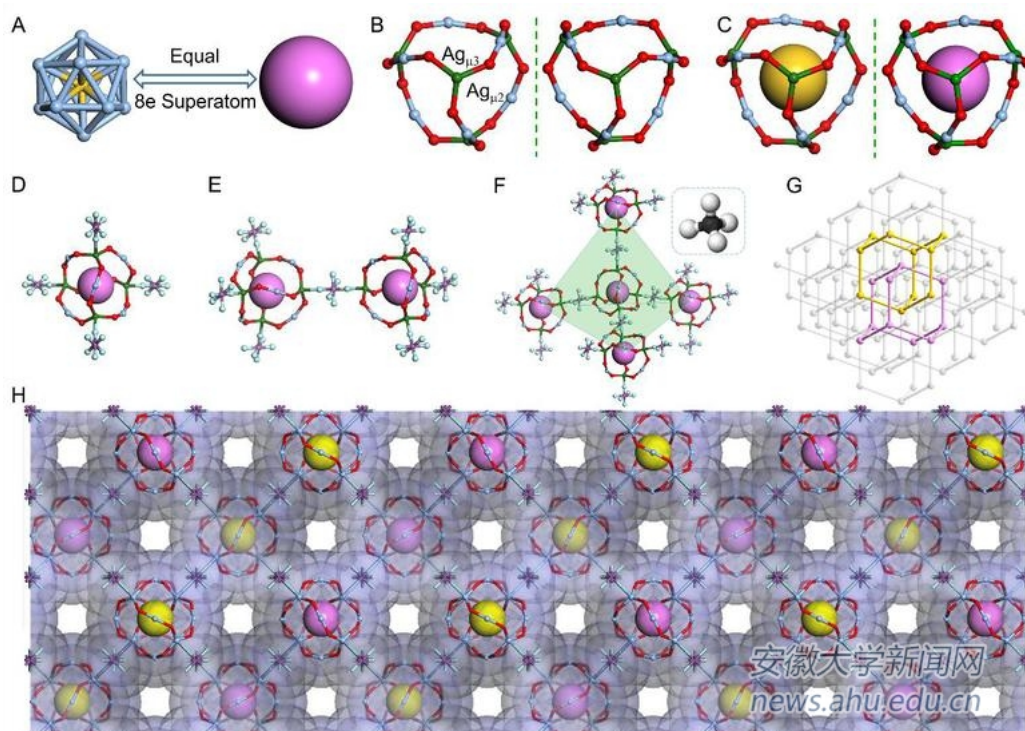 A
Equal
8e Superatom
B
Agμ3
Agμ2
C
D
E
F
G
H
安徽大学新闻网
news.ahu.edu.cn